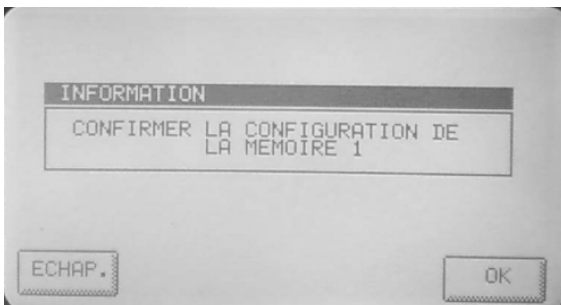 INFORMATION
CONFIRMER LA CONFIGURATION DE
LA MEMOIRE 1
ECHAP.
OK